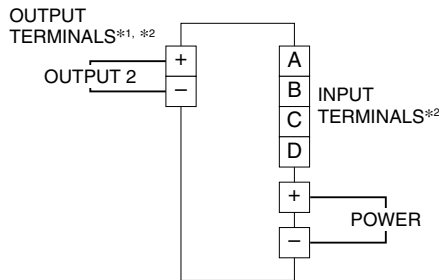 OUTPUT
TERMINALS*1, *2
+
OUTPUT 2
–
A
B
C
D
INPUT
TERMINALS*2
+
POWER
–